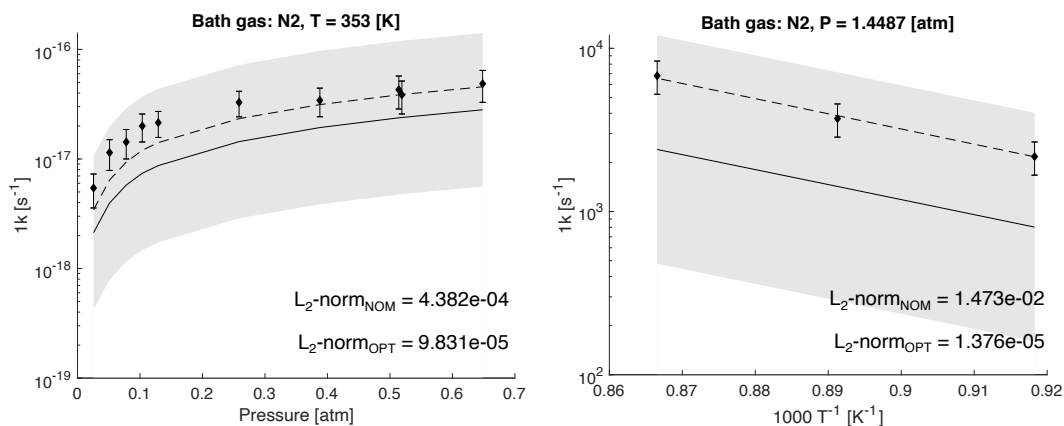 Bath gas: N2, T = 353 [K]
10^-16
10^-17
10^-18
10^-19
1k [s^-1]
L_2-norm_NOM = 4.382e-04
L_2-norm_OPT = 9.831e-05
0 0.1 0.2 0.3 0.4 0.5 0.6 0.7
Pressure [atm]
Bath gas: N2, P = 1.4487 [atm]
10^4
10^3
10^2
1k [s^-1]
L_2-norm_NOM = 1.473e-02
L_2-norm_OPT = 1.376e-05
0.86 0.87 0.88 0.89 0.9 0.91 0.92
1000 T^-1 [K^-1]